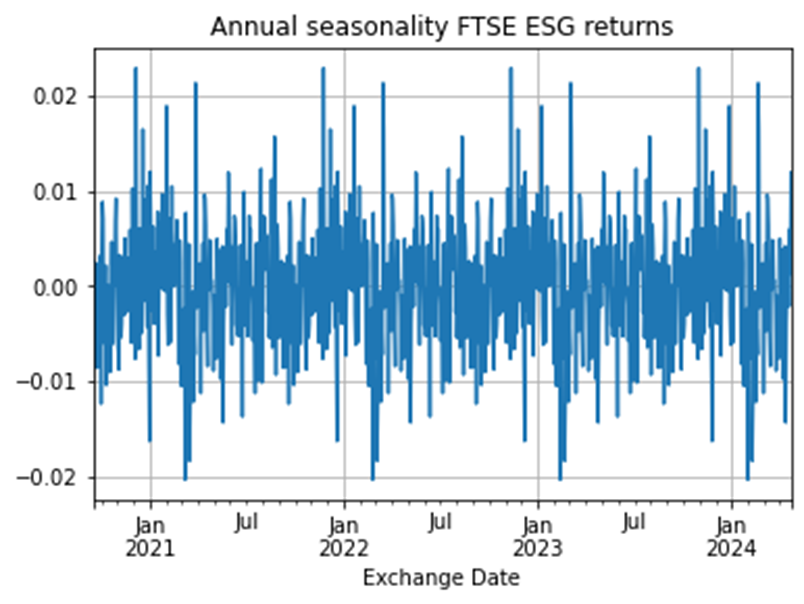 Annual seasonality FTSE ESG returns
0.02
0.01
0.00
−0.01
−0.02
Jan Jul Jan Jul Jan Jul Jan
2021 2022 2023 2024
Exchange Date